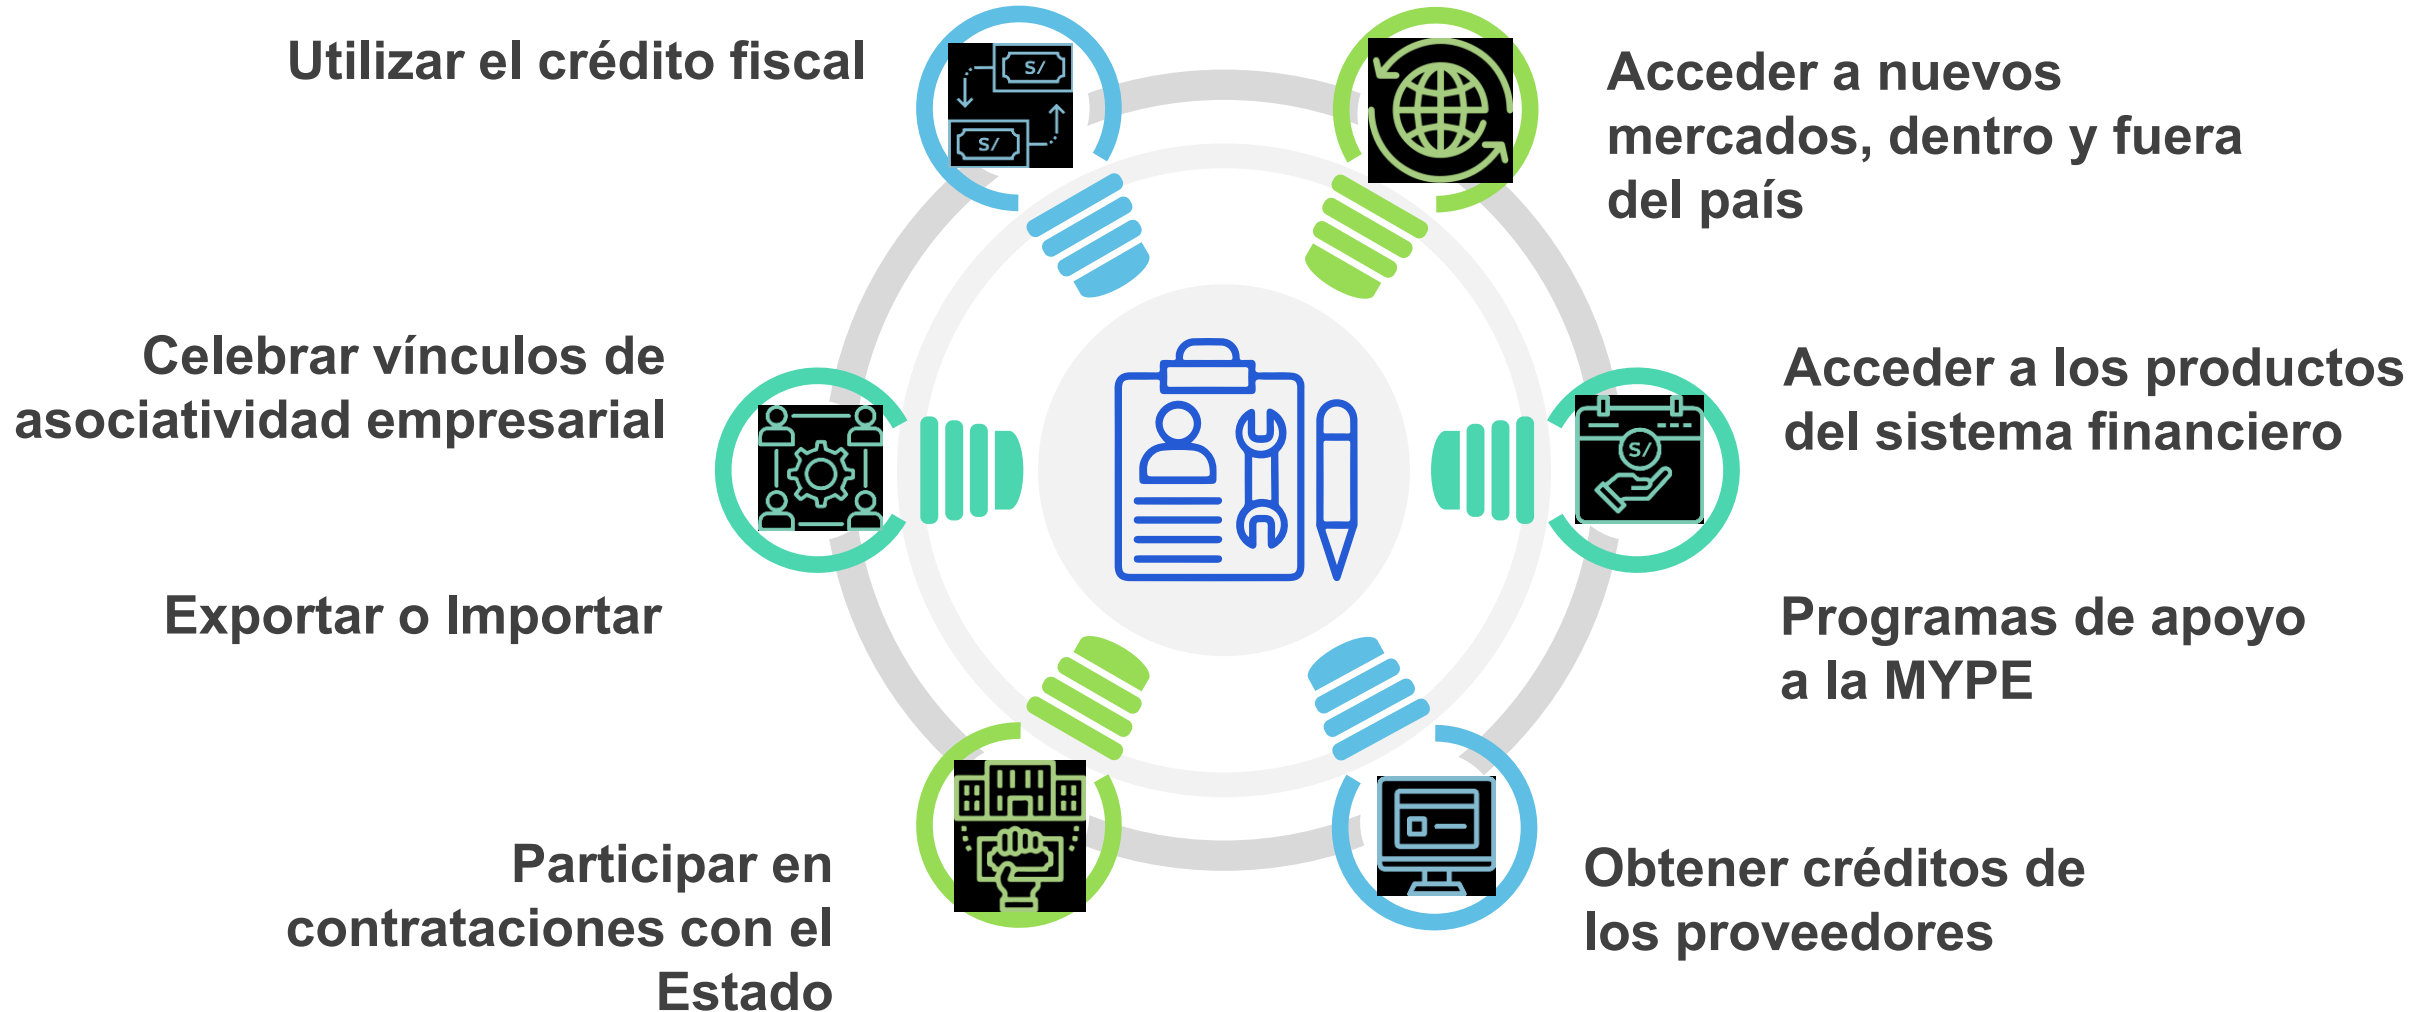 Utilizar el crédito fiscal
S/
S/
Acceder a nuevos
mercados, dentro y fuera
del país
Celebrar vínculos de
asociatividad empresarial
Acceder a los productos
del sistema financiero
S/
Exportar o Importar
Programas de apoyo
a la MYPE
Participar en
contrataciones con el
Estado
Obtener créditos de
los proveedores